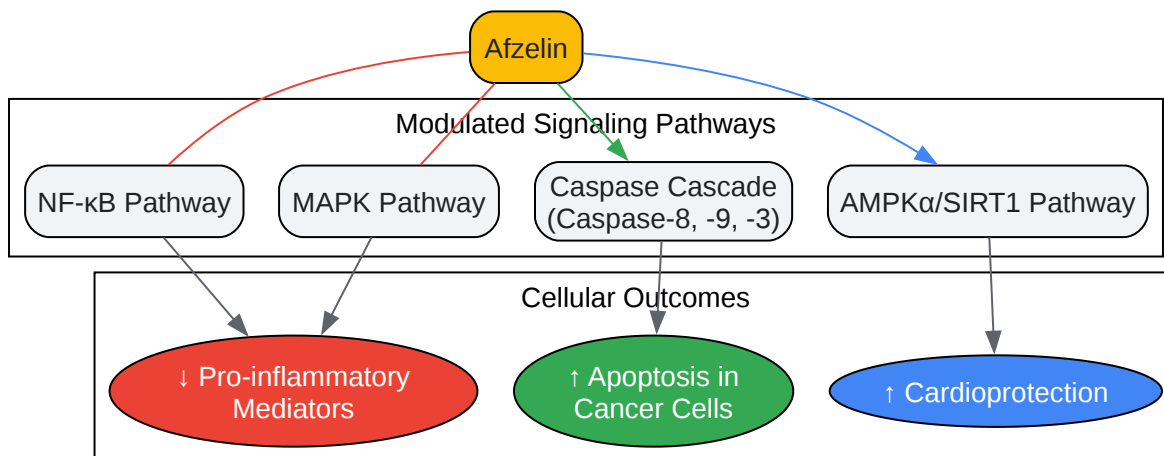 Afzelin
Modulated Signaling Pathways
NF-κB Pathway
MAPK Pathway
Caspase Cascade
(Caspase-8, -9, -3)
AMPKα/SIRT1 Pathway
Cellular Outcomes
↓ Pro-inflammatory
Mediators
↑ Apoptosis in
Cancer Cells
↑ Cardioprotection